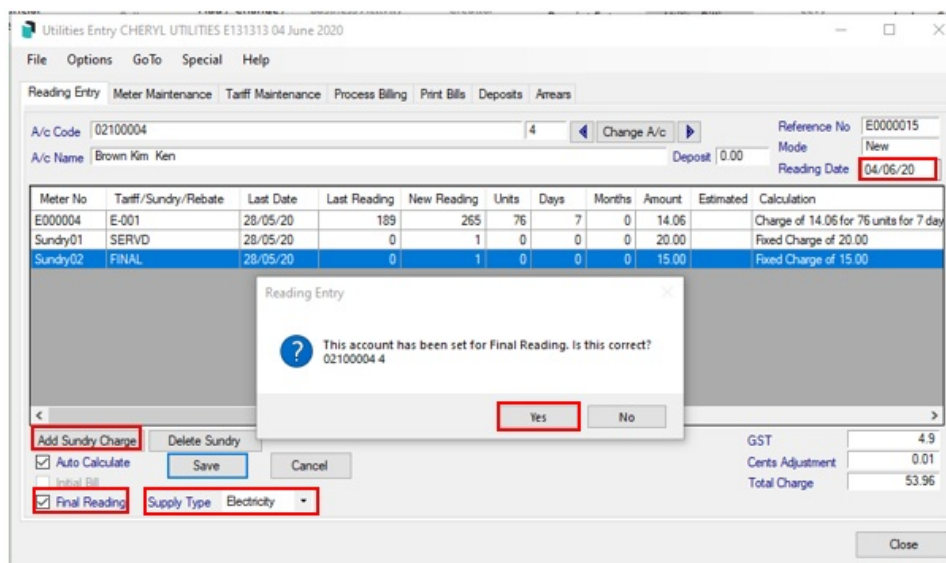 Utilities Entry CHERYL UTILITIES E131313 04 June 2020
File Options GoTo Special Help
Reading Entry Meter Maintenance Tariff Maintenance Process Billing Print Bills Deposits Arrears
A/c Code 02100004 4 Change A/c Reference No E0000015
Mode New
A/c Name Brown Kim Ken Deposit 0.00
Reading Date 04/06/20
Meter No Tariff/Sundry/Rebate Last Date Last Reading New Reading Units Days Months Amount Estimated Calculation
E000004 E-001 28/05/20 189 265 76 7 0 14.06 Charge of 14.06 for 76 units for 7 day
Sundry01 SERVD 28/05/20 0 1 0 0 0 20.00 Fixed Charge of 20.00
Sundry02 FINAL 28/05/20 0 1 0 0 0 15.00 Fixed Charge of 15.00
Reading Entry
This account has been set for Final Reading. Is this correct?
02100004 4
Yes No
Add Sundry Charge Delete Sundry GST 4.9
Auto Calculate Save Cancel Cents Adjustment 0.01
Initial Bill Total Charge 53.96
Final Reading Supply Type Electricity
Close